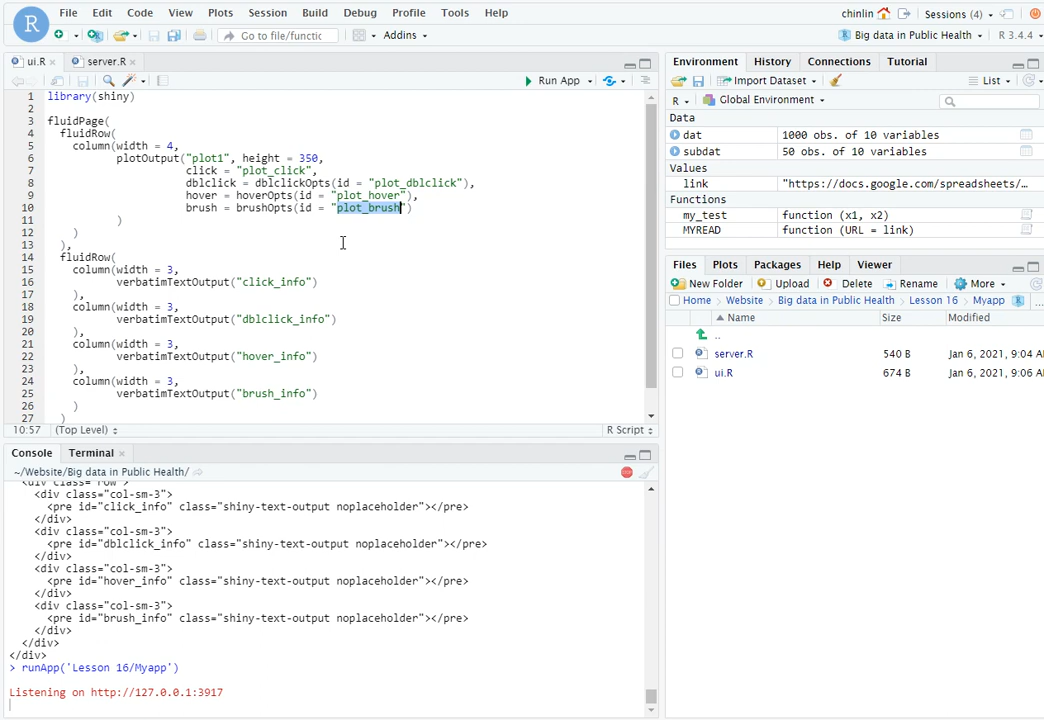 File Edit Code View Plots Session Build Debug Profile Tools Help
chinlin Sessions (4)
Go to file/functic Addins
Big data in Public Health R 3.4.4
ui.R server.R
Run App
1 library(shiny)
2
3 fluidPage(
4 fluidRow(
5 column(width = 4,
6 plotOutput("plot1", height = 350,
7 click = "plot_click",
8 dblclick = dblclickOpts(id = "plot_dblclick"),
9 hover = hoverOpts(id = "plot_hover"),
10 brush = brushOpts(id = "plot_brush")
11 )
12 )
13 ),
14 fluidRow(
15 column(width = 3,
16 verbatimTextOutput("click_info")
17 ),
18 column(width = 3,
19 verbatimTextOutput("dblclick_info")
20 ),
21 column(width = 3,
22 verbatimTextOutput("hover_info")
23 ),
24 column(width = 3,
25 verbatimTextOutput("brush_info")
26 )
27 )
10:57 (Top Level) R Script
Console Terminal
~/Website/Big data in Public Health/
<div class="row">
<div class="col-sm-3">
<pre id="click_info" class="shiny-text-output noplaceholder"></pre>
</div>
<div class="col-sm-3">
<pre id="dblclick_info" class="shiny-text-output noplaceholder"></pre>
</div>
<div class="col-sm-3">
<pre id="hover_info" class="shiny-text-output noplaceholder"></pre>
</div>
<div class="col-sm-3">
<pre id="brush_info" class="shiny-text-output noplaceholder"></pre>
</div>
</div>
</div>
> runApp('Lesson 16/Myapp')
Listening on http://127.0.0.1:3917
Environment History Connections Tutorial
Import Dataset List
R Global Environment
Data
dat 1000 obs. of 10 variables
subdat 50 obs. of 10 variables
Values
link "https://docs.google.com/spreadsheets/…
Functions
my_test function (x1, x2)
MYREAD function (URL = link)
Files Plots Packages Help Viewer
New Folder Upload Delete Rename More
Home Website Big data in Public Health Lesson 16 Myapp ...
Name Size Modified
..
server.R 540 B Jan 6, 2021, 9:04 AM
ui.R 674 B Jan 6, 2021, 9:06 AM